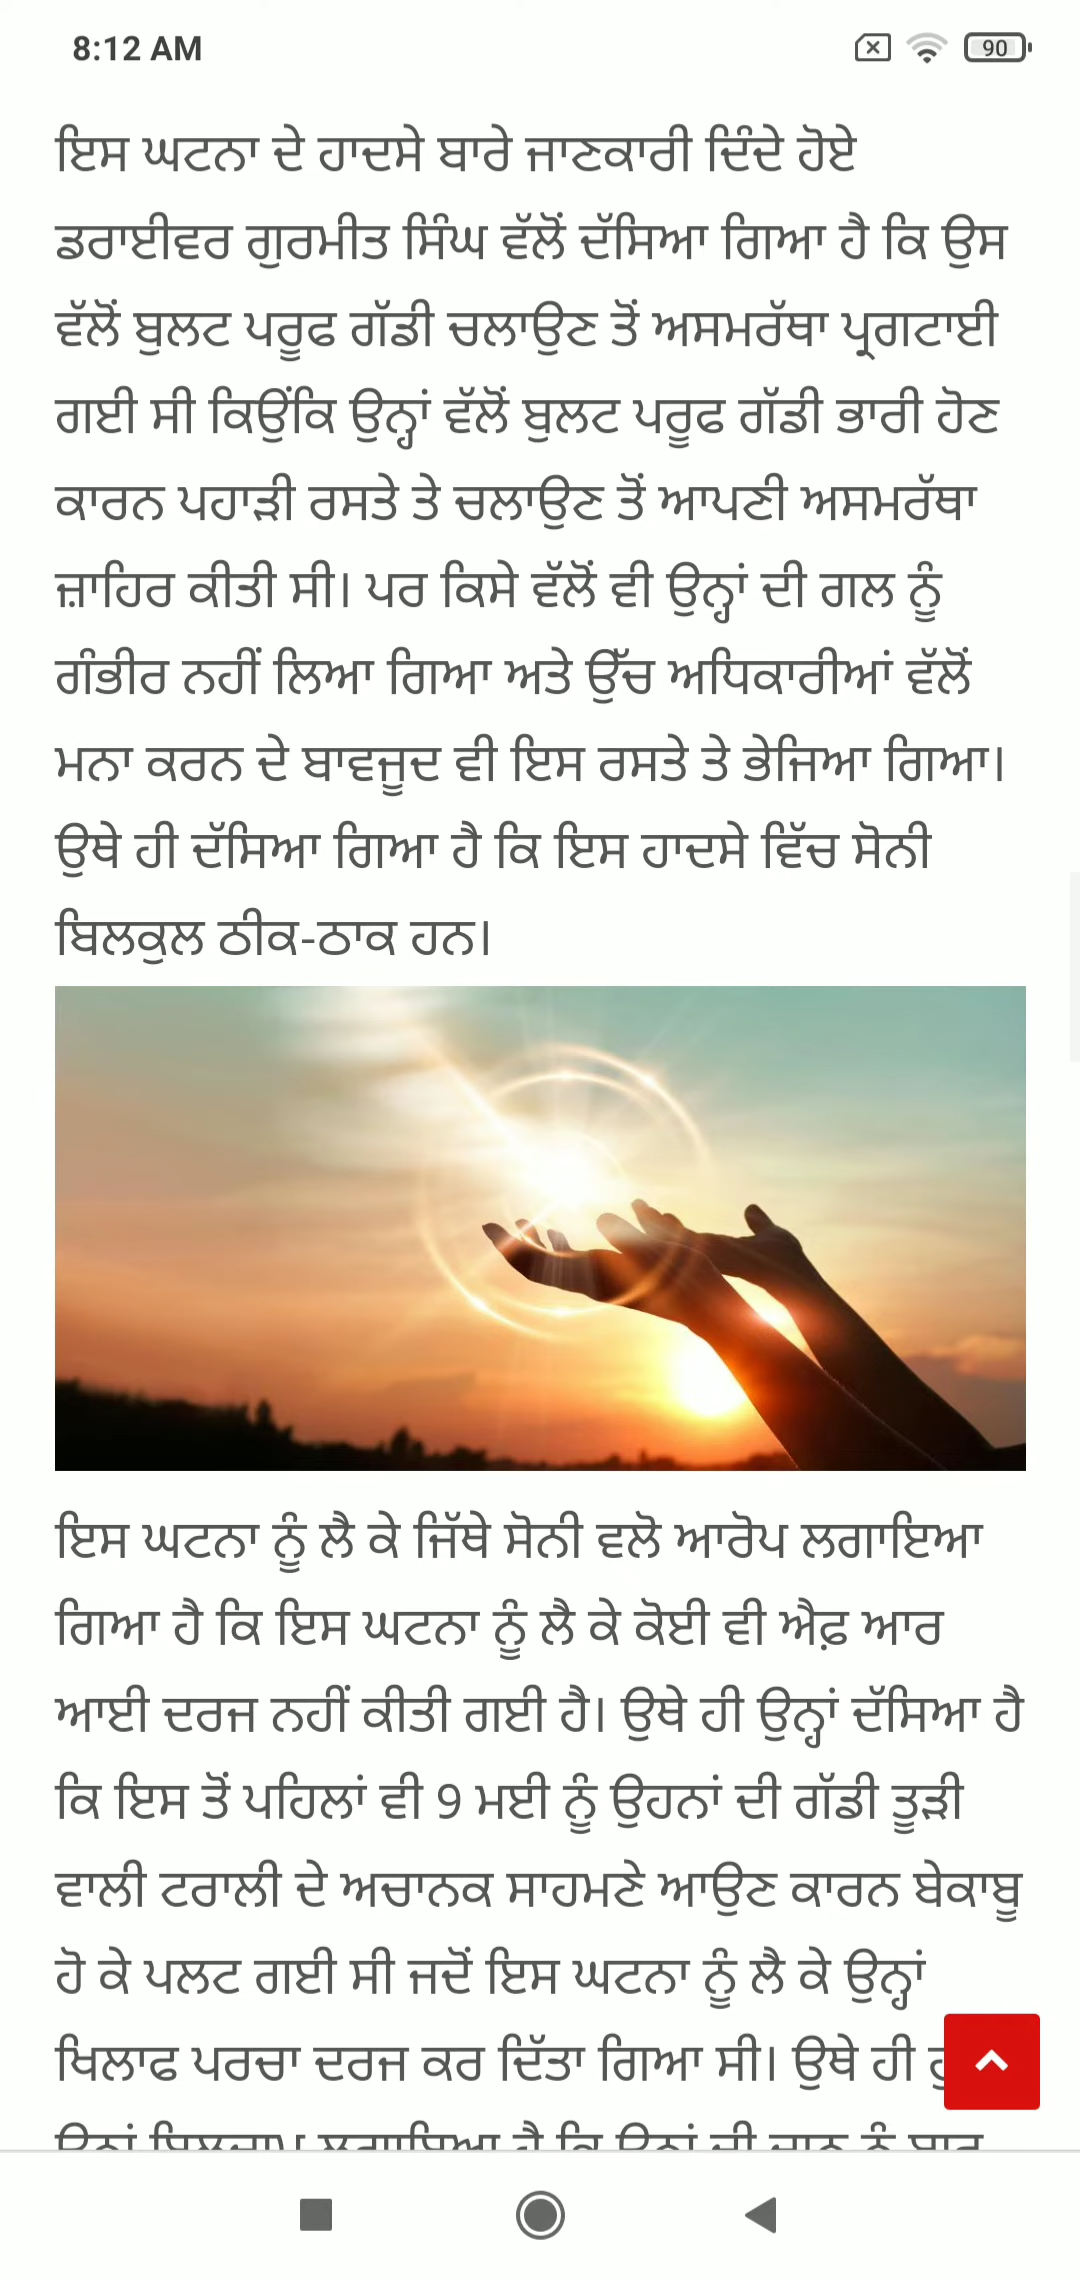 8:12 AM
90
ਇਸ ਘਟਨਾ ਦੇ ਹਾਦਸੇ ਬਾਰੇ ਜਾਣਕਾਰੀ ਦਿੰਦੇ ਹੋਏ
ਡਰਾਈਵਰ ਗੁਰਮੀਤ ਸਿੰਘ ਵੱਲੋਂ ਦੱਸਿਆ ਗਿਆ ਹੈ ਕਿ ਉਸ
ਵੱਲੋਂ ਬੁਲਟ ਪਰੂਫ ਗੱਡੀ ਚਲਾਉਣ ਤੋਂ ਅਸਮਰੱਥਾ ਪ੍ਰਗਟਾਈ
ਗਈ ਸੀ ਕਿਉਂਕਿ ਉਨ੍ਹਾਂ ਵੱਲੋਂ ਬੁਲਟ ਪਰੂਫ ਗੱਡੀ ਭਾਰੀ ਹੋਣ
ਕਾਰਨ ਪਹਾੜੀ ਰਸਤੇ ਤੇ ਚਲਾਉਣ ਤੋਂ ਆਪਣੀ ਅਸਮਰੱਥਾ
ਜ਼ਾਹਿਰ ਕੀਤੀ ਸੀ। ਪਰ ਕਿਸੇ ਵੱਲੋਂ ਵੀ ਉਨ੍ਹਾਂ ਦੀ ਗਲ ਨੂੰ
ਗੰਭੀਰ ਨਹੀਂ ਲਿਆ ਗਿਆ ਅਤੇ ਉੱਚ ਅਧਿਕਾਰੀਆਂ ਵੱਲੋਂ
ਮਨਾ ਕਰਨ ਦੇ ਬਾਵਜੂਦ ਵੀ ਇਸ ਰਸਤੇ ਤੇ ਭੇਜਿਆ ਗਿਆ।
ਉਥੇ ਹੀ ਦੱਸਿਆ ਗਿਆ ਹੈ ਕਿ ਇਸ ਹਾਦਸੇ ਵਿੱਚ ਸੋਨੀ
ਬਿਲਕੁਲ ਠੀਕ-ਠਾਕ ਹਨ।
ਇਸ ਘਟਨਾ ਨੂੰ ਲੈ ਕੇ ਜਿੱਥੇ ਸੋਨੀ ਵਲੋ ਆਰੋਪ ਲਗਾਇਆ
ਗਿਆ ਹੈ ਕਿ ਇਸ ਘਟਨਾ ਨੂੰ ਲੈ ਕੇ ਕੋਈ ਵੀ ਐਫ਼ ਆਰ
ਆਈ ਦਰਜ ਨਹੀਂ ਕੀਤੀ ਗਈ ਹੈ। ਉਥੇ ਹੀ ਉਨ੍ਹਾਂ ਦੱਸਿਆ ਹੈ
ਕਿ ਇਸ ਤੋਂ ਪਹਿਲਾਂ ਵੀ 9 ਮਈ ਨੂੰ ਉਹਨਾਂ ਦੀ ਗੱਡੀ ਤੂੜੀ
ਵਾਲੀ ਟਰਾਲੀ ਦੇ ਅਚਾਨਕ ਸਾਹਮਣੇ ਆਉਣ ਕਾਰਨ ਬੇਕਾਬੂ
ਹੋ ਕੇ ਪਲਟ ਗਈ ਸੀ ਜਦੋਂ ਇਸ ਘਟਨਾ ਨੂੰ ਲੈ ਕੇ ਉਨ੍ਹਾਂ
ਖਿਲਾਫ ਪਰਚਾ ਦਰਜ ਕਰ ਦਿੱਤਾ ਗਿਆ ਸੀ। ਉਥੇ ਹੀ